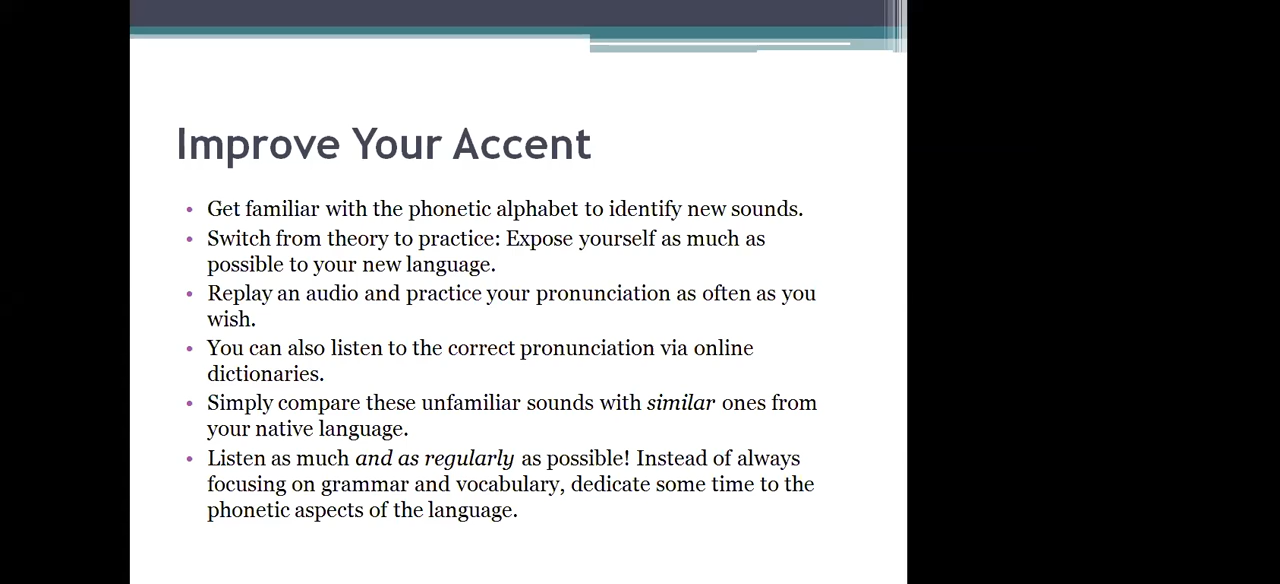 Improve Your Accent
• Get familiar with the phonetic alphabet to identify new sounds.
• Switch from theory to practice: Expose yourself as much as
possible to your new language.
• Replay an audio and practice your pronunciation as often as you
wish.
• You can also listen to the correct pronunciation via online
dictionaries.
• Simply compare these unfamiliar sounds with similar ones from
your native language.
• Listen as much and as regularly as possible! Instead of always
focusing on grammar and vocabulary, dedicate some time to the
phonetic aspects of the language.